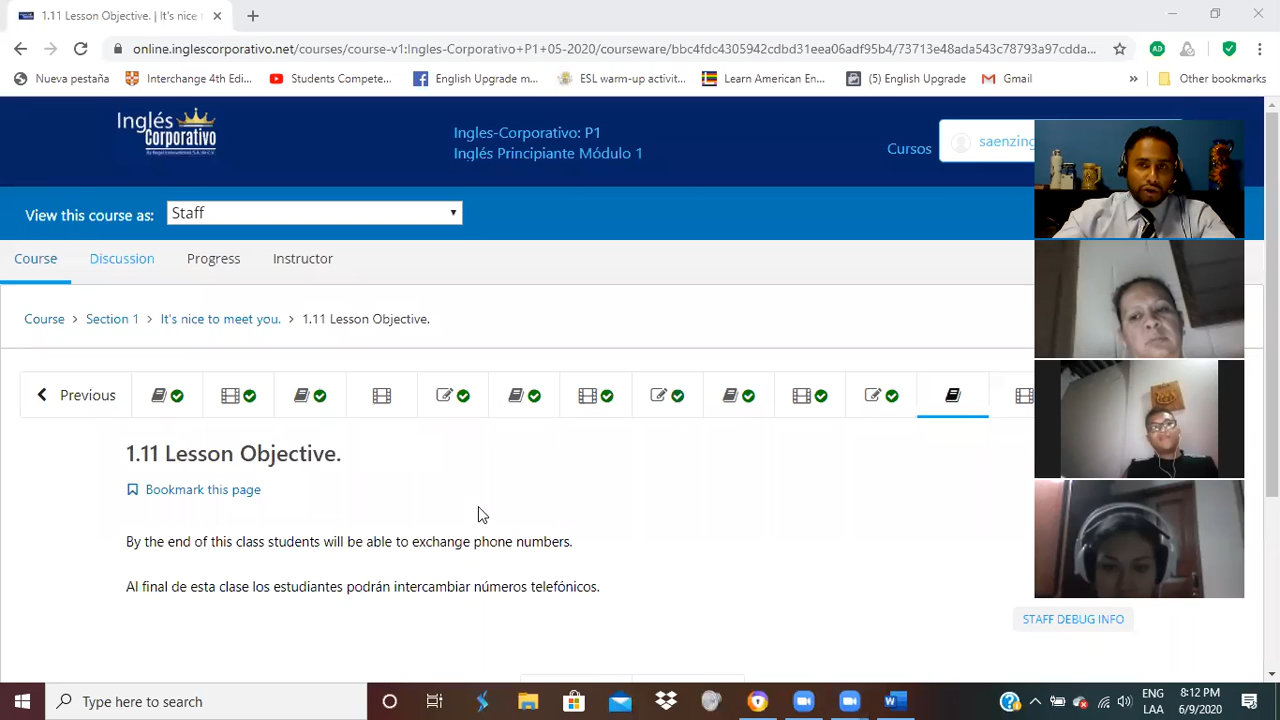 1.11 Lesson Objective. | It's nice t
online.inglescorporativo.net/courses/course-v1:Ingles-Corporativo+P1+05-2020/courseware/bbc4fdc4305942cdbd31eea06adf95b4/73713e48ada543c78793a97cdda...
Nueva pestaña
Interchange 4th Edi...
Students Compete...
English Upgrade m...
ESL warm-up activit...
Learn American En...
(5) English Upgrade
Gmail
»
Other bookmarks
Inglés
Corporativo
Ingles-Corporativo: P1
Inglés Principiante Módulo 1
Cursos
saenzing
View this course as:
Staff
Course
Discussion
Progress
Instructor
Course > Section 1 > It's nice to meet you. > 1.11 Lesson Objective.
Previous
1.11 Lesson Objective.
Bookmark this page
By the end of this class students will be able to exchange phone numbers.
Al final de esta clase los estudiantes podrán intercambiar números telefónicos.
STAFF DEBUG INFO
Type here to search
ENG
LAA
8:12 PM
6/9/2020